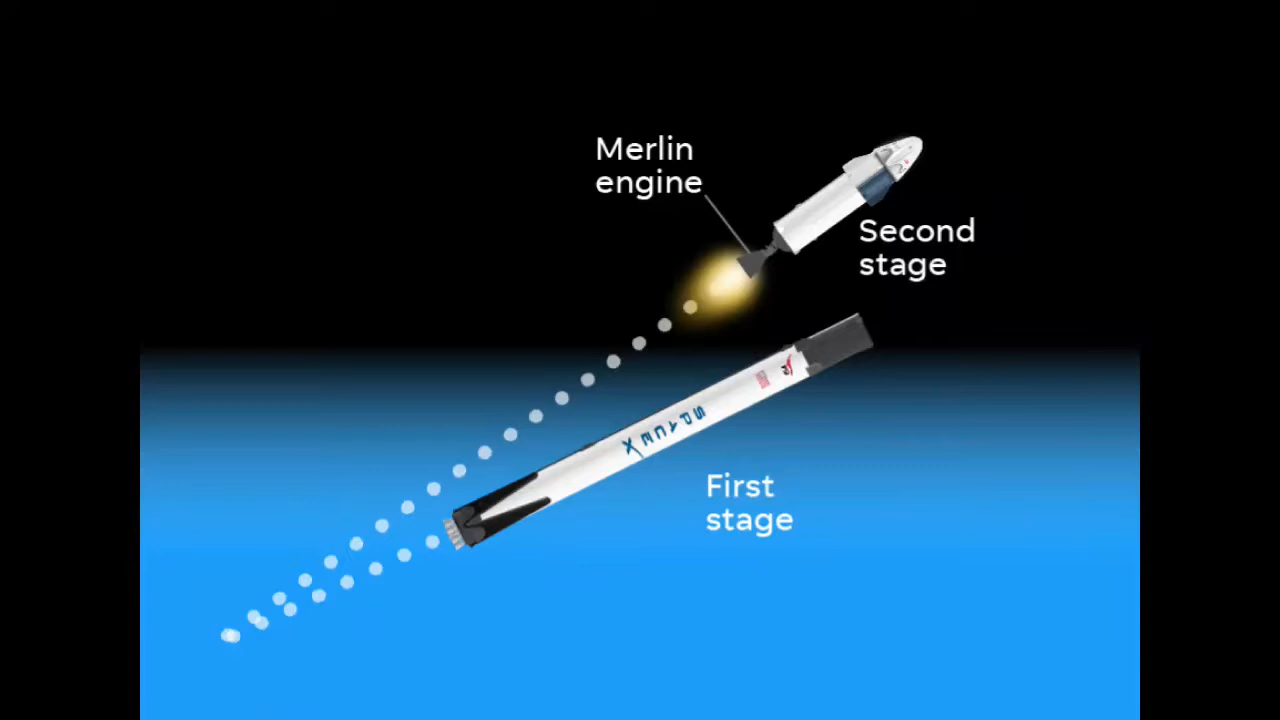 Merlin
engine
Second
stage
SPACEX
First
stage